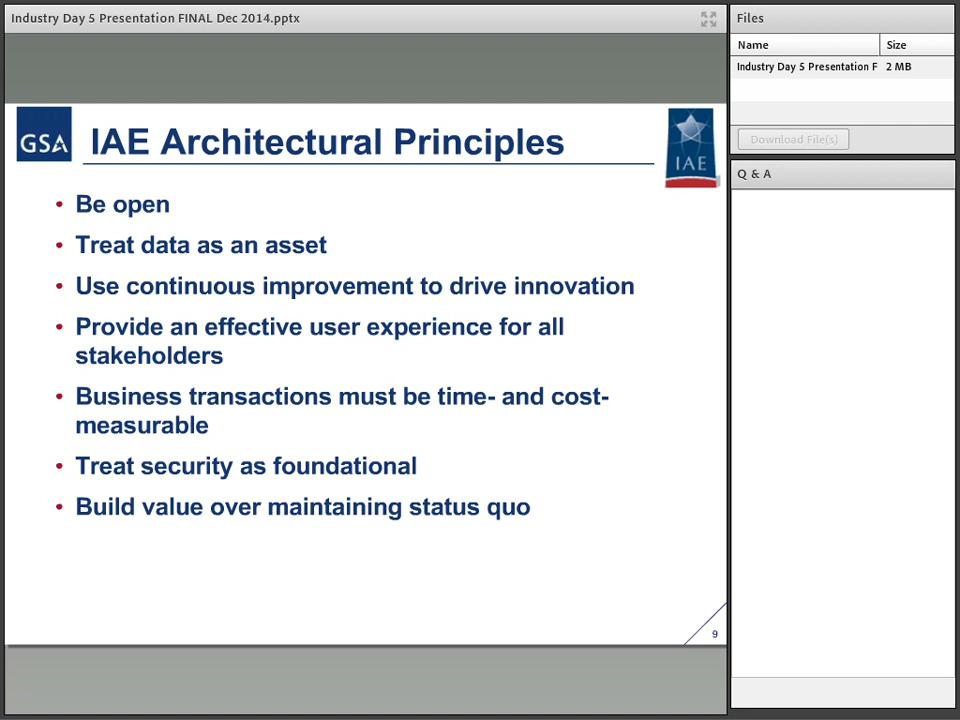 Industry Day 5 Presentation FINAL Dec 2014.pptx
GSA
IAE Architectural Principles
IAE
• Be open
• Treat data as an asset
• Use continuous improvement to drive innovation
• Provide an effective user experience for all
stakeholders
• Business transactions must be time- and cost-
measurable
• Treat security as foundational
• Build value over maintaining status quo
9
Files
Name Size
Industry Day 5 Presentation F 2 MB
Download File(s)
Q & A